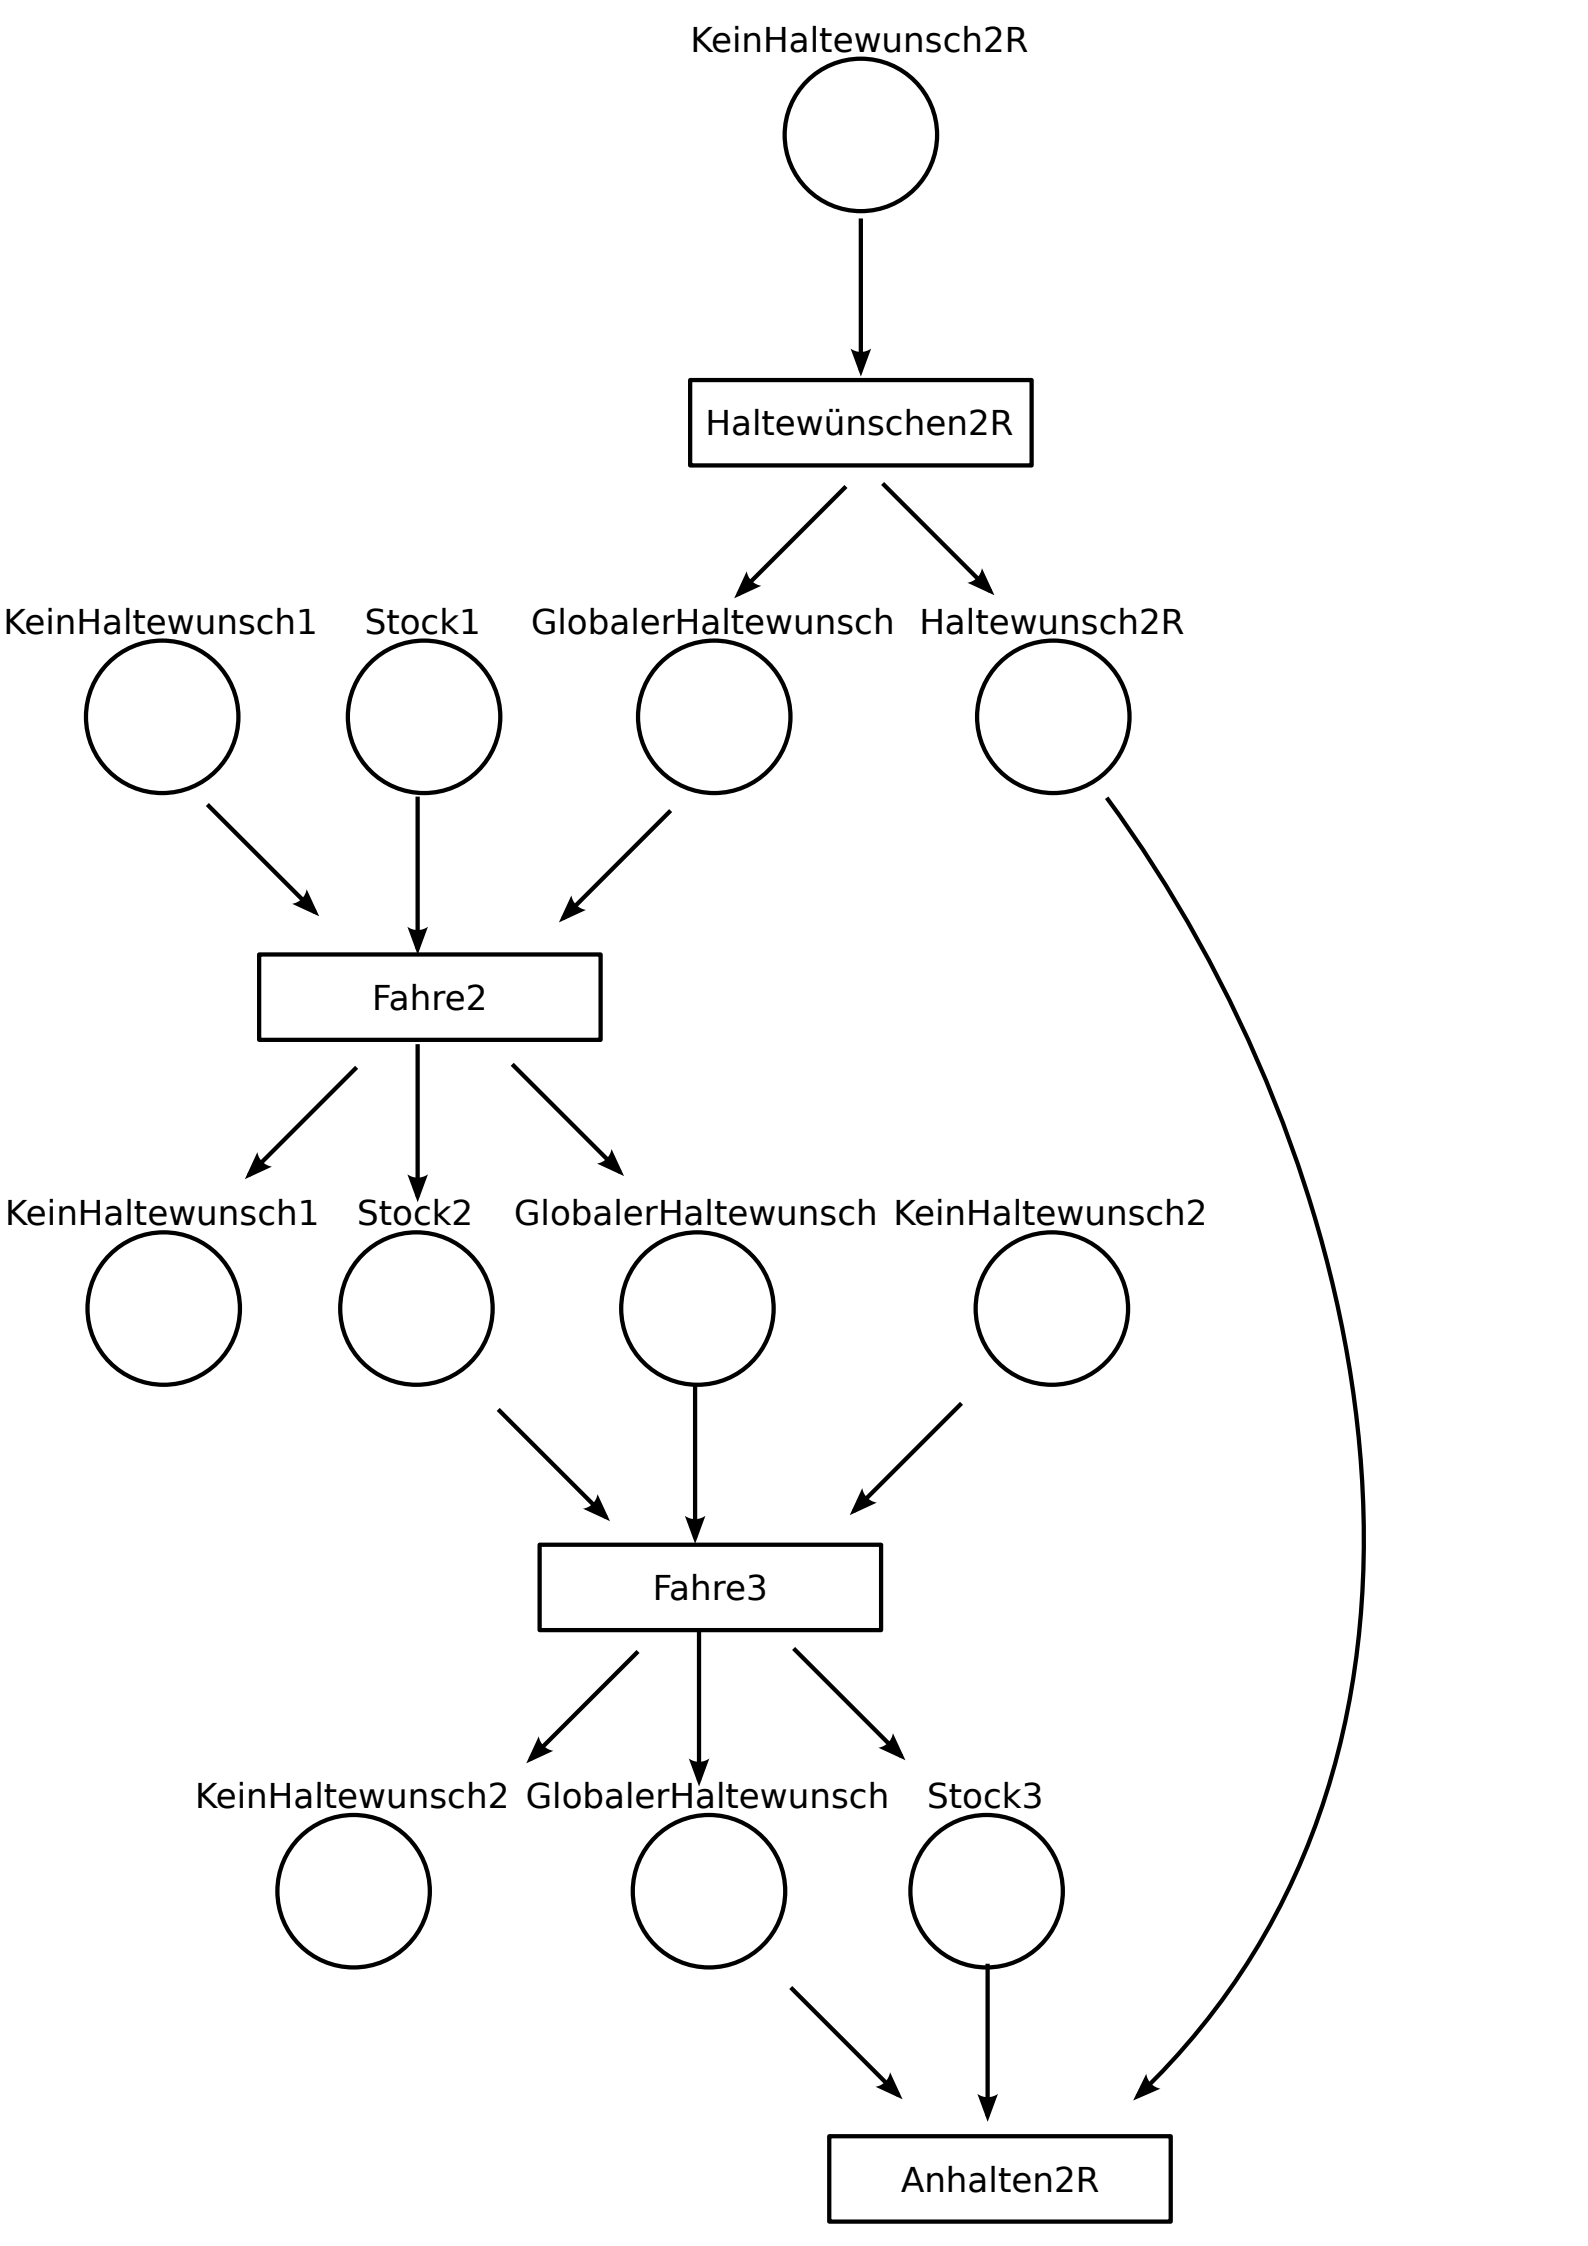 KeinHaltewunsch2R
Haltewünschen2R
KeinHaltewunsch1 Stock1 GlobalerHaltewunsch Haltewunsch2R
Fahre2
KeinHaltewunsch1 Stock2 GlobalerHaltewunsch KeinHaltewunsch2
Fahre3
KeinHaltewunsch2 GlobalerHaltewunsch Stock3
Anhalten2R